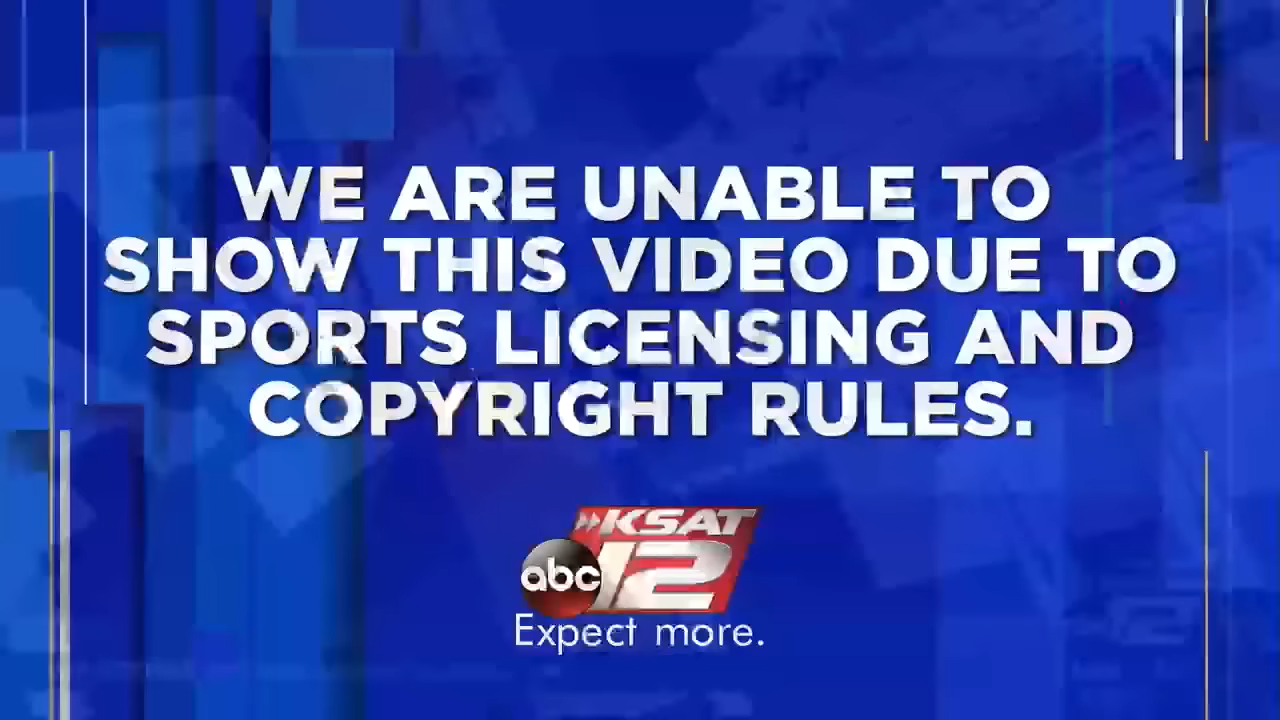 WE ARE UNABLE TO
SHOW THIS VIDEO DUE TO
SPORTS LICENSING AND
COPYRIGHT RULES.
KSAT
abc 12
Expect more.